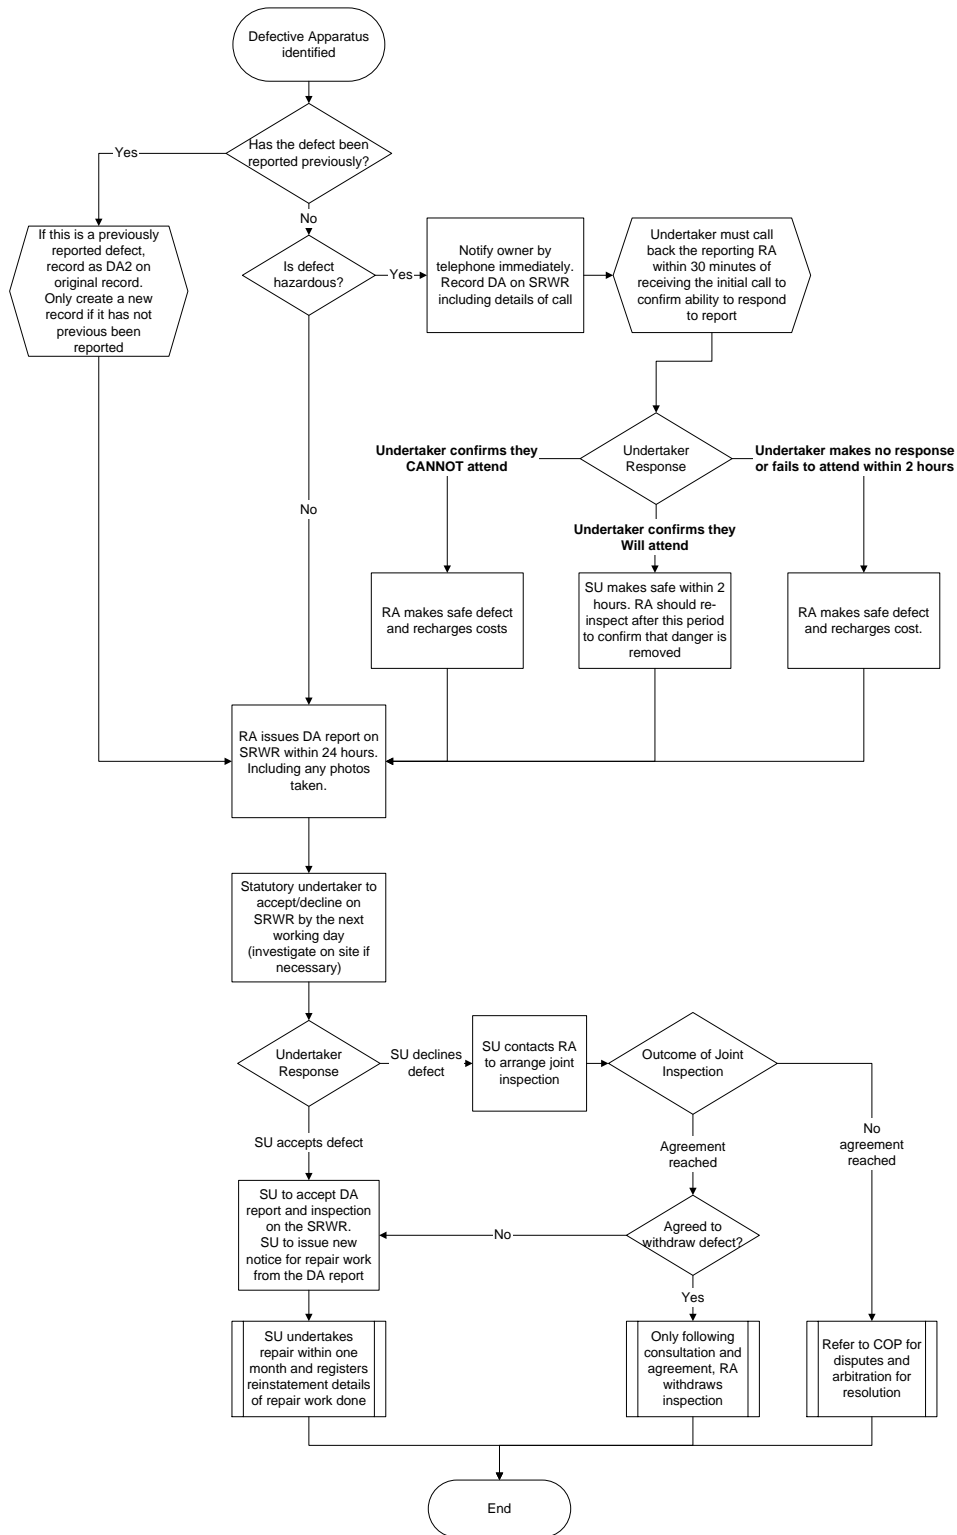 Defective Apparatus
identified
Has the defect been
reported previously?
Yes
No
If this is a previously
reported defect,
record as DA2 on
original record.
Only create a new
record if it has not
previous been
reported
Is defect
hazardous?
Yes
Notify owner by
telephone immediately.
Record DA on SRWR
including details of call
Undertaker must call
back the reporting RA
within 30 minutes of
receiving the initial call to
confirm ability to respond
to report
Undertaker
Response
Undertaker confirms they
CANNOT attend
Undertaker makes no response
or fails to attend within 2 hours
Undertaker confirms they
Will attend
No
RA makes safe defect
and recharges costs
SU makes safe within 2
hours. RA should re-
inspect after this period
to confirm that danger is
removed
RA makes safe defect
and recharges cost.
RA issues DA report on
SRWR within 24 hours.
Including any photos
taken.
Statutory undertaker to
accept/decline on
SRWR by the next
working day
(investigate on site if
necessary)
Undertaker
Response
SU declines
defect
SU contacts RA
to arrange joint
inspection
Outcome of Joint
Inspection
SU accepts defect
Agreement
reached
No
agreement
reached
SU to accept DA
report and inspection
on the SRWR.
SU to issue new
notice for repair work
from the DA report
No
Agreed to
withdraw defect?
Yes
SU undertakes
repair within one
month and registers
reinstatement details
of repair work done
Only following
consultation and
agreement, RA
withdraws
inspection
Refer to COP for
disputes and
arbitration for
resolution
End